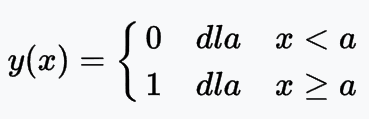 y(x) = { 0 dla x < a
1 dla x ≥ a